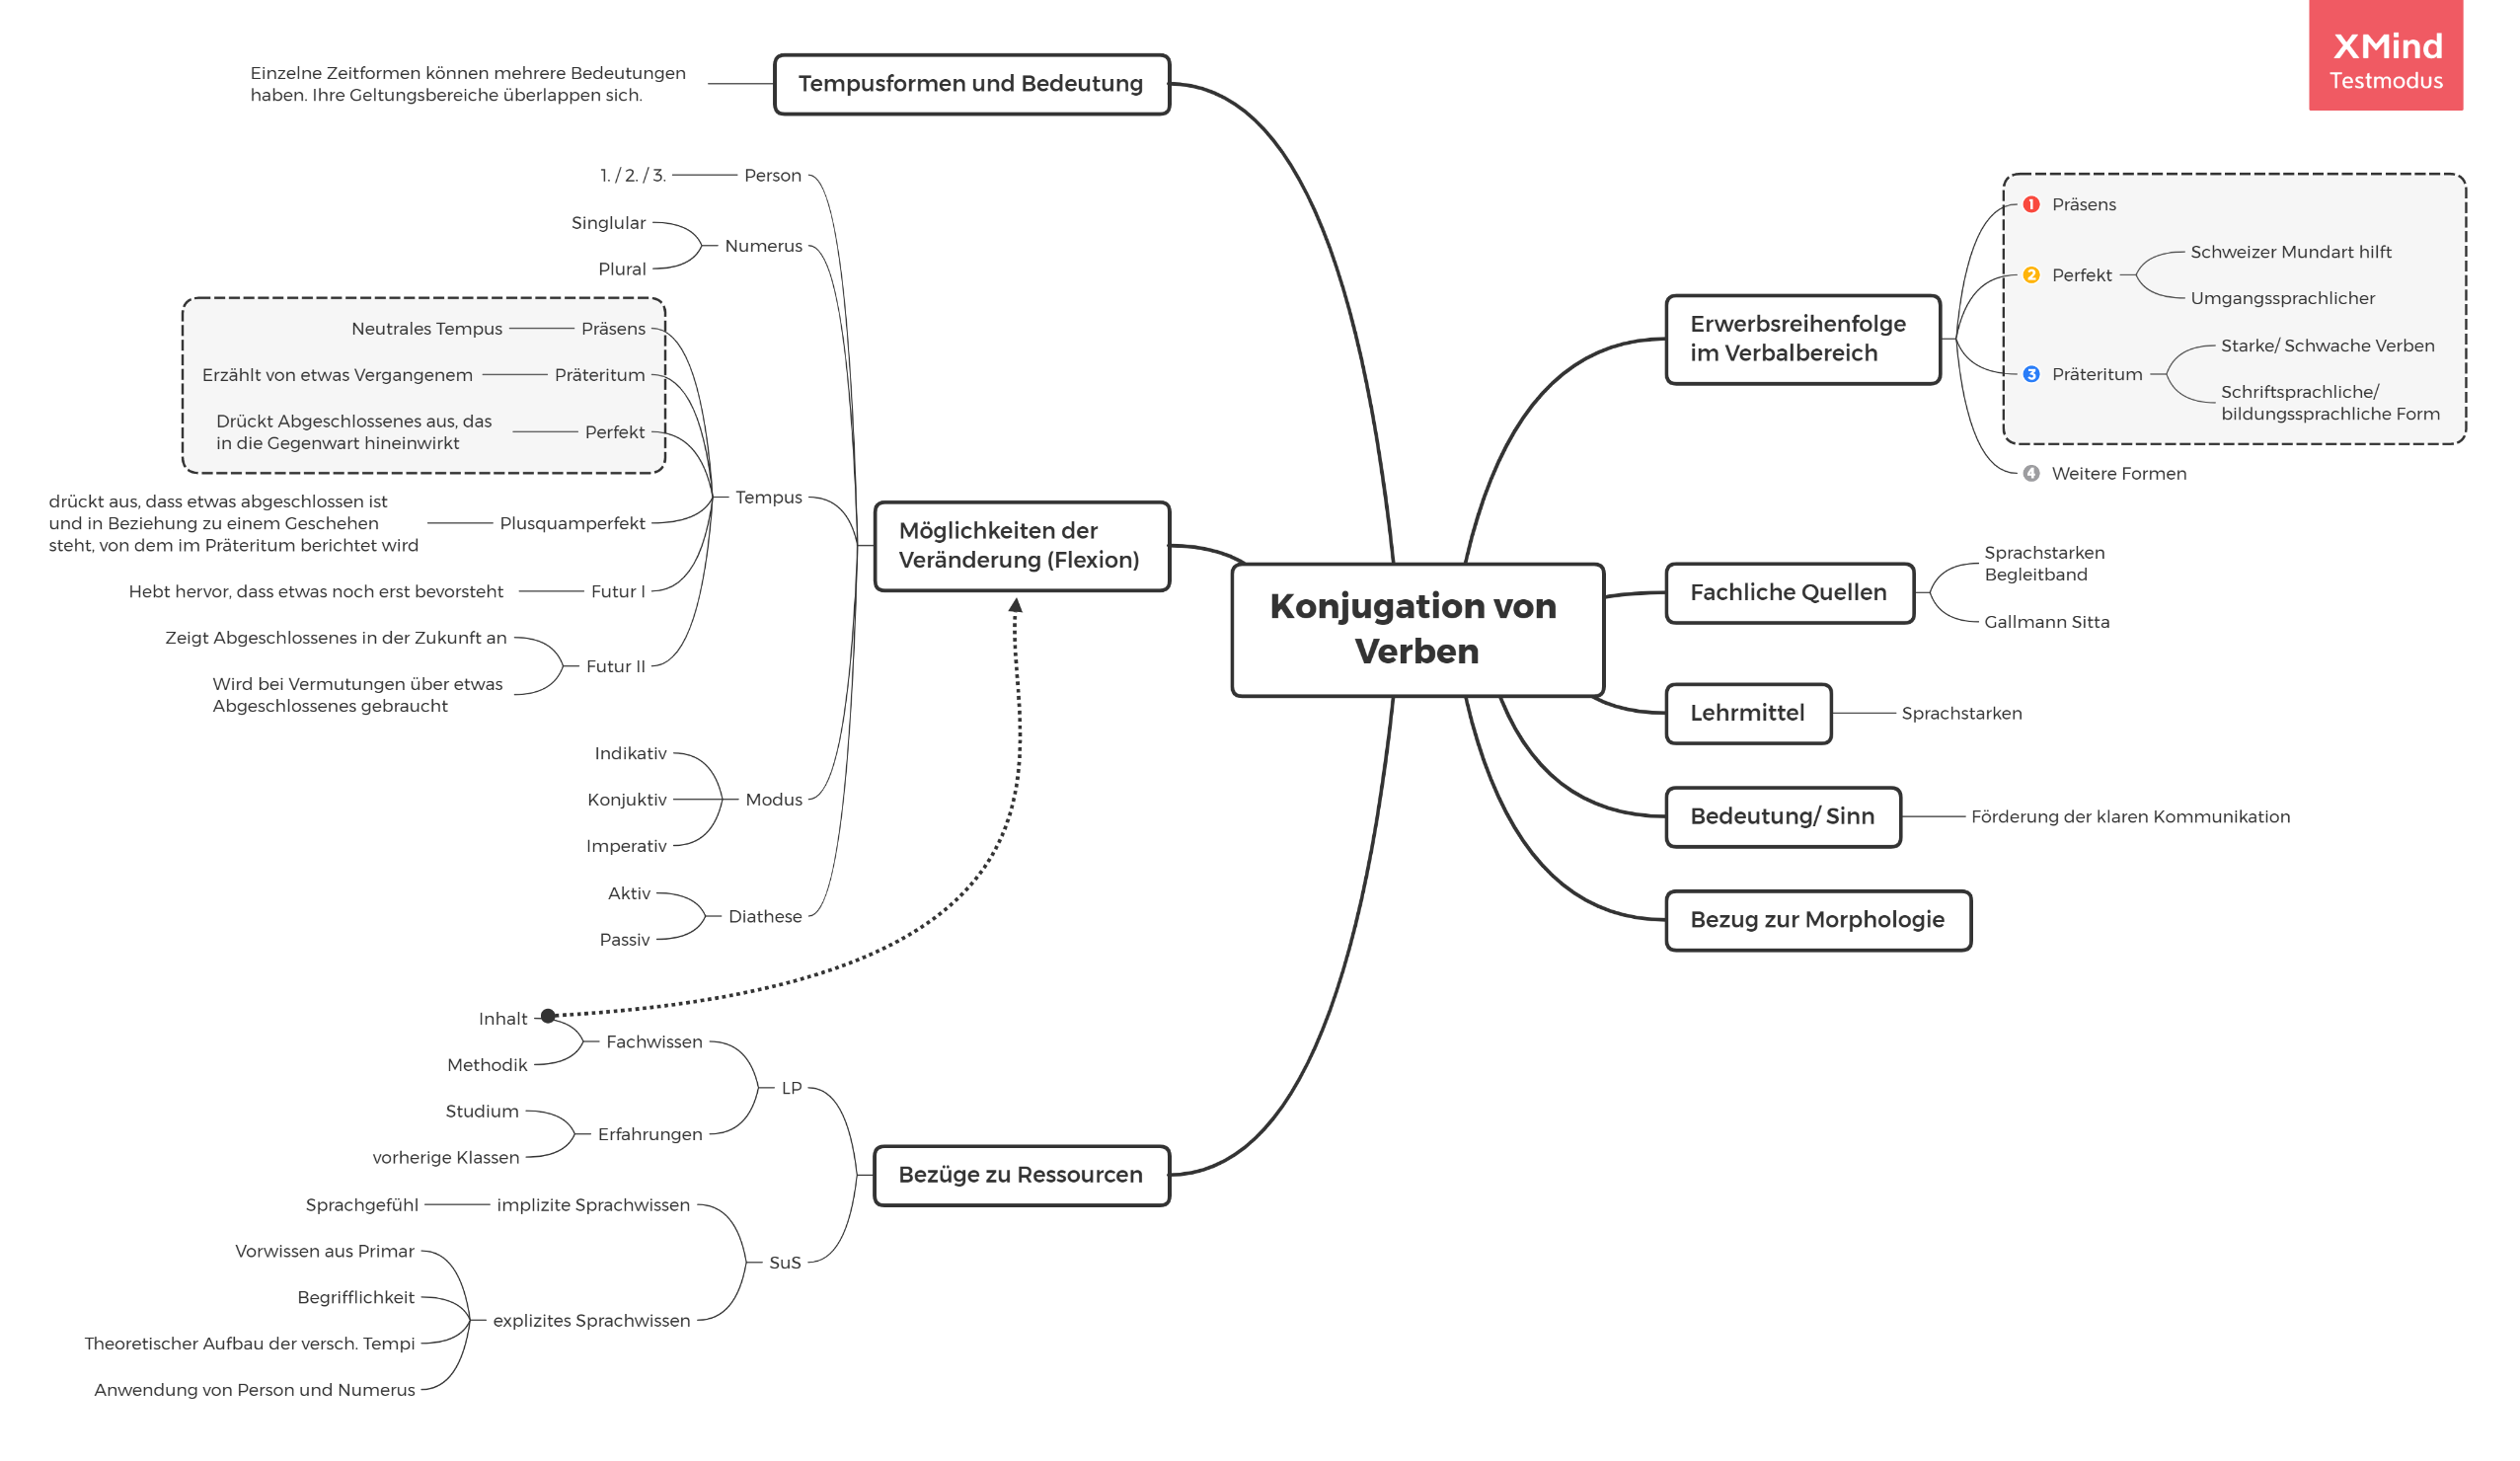 XMind
Testmodus
Konjugation von
Verben
Erwerbsreihenfolge
im Verbalbereich
1 Präsens
2 Perfekt
Schweizer Mundart hilft
Umgangssprachlicher
3 Präteritum
Starke/ Schwache Verben
Schriftsprachliche/
bildungssprachliche Form
4 Weitere Formen
Fachliche Quellen
Sprachstarken
Begleitband
Gallmann Sitta
Lehrmittel
Sprachstarken
Bedeutung/ Sinn
Förderung der klaren Kommunikation
Bezug zur Morphologie
Tempusformen und Bedeutung
Einzelne Zeitformen können mehrere Bedeutungen
haben. Ihre Geltungsbereiche überlappen sich.
Möglichkeiten der
Veränderung (Flexion)
Person
1. / 2. / 3.
Numerus
Singlular
Plural
Tempus
Präsens
Neutrales Tempus
Präteritum
Erzählt von etwas Vergangenem
Perfekt
Drückt Abgeschlossenes aus, das
in die Gegenwart hineinwirkt
Plusquamperfekt
drückt aus, dass etwas abgeschlossen ist
und in Beziehung zu einem Geschehen
steht, von dem im Präteritum berichtet wird
Futur I
Hebt hervor, dass etwas noch erst bevorsteht
Futur II
Zeigt Abgeschlossenes in der Zukunft an
Wird bei Vermutungen über etwas
Abgeschlossenes gebraucht
Modus
Indikativ
Konjuktiv
Imperativ
Diathese
Aktiv
Passiv
Bezüge zu Ressourcen
LP
Fachwissen
Inhalt
Methodik
Erfahrungen
Studium
vorherige Klassen
SuS
implizite Sprachwissen
Sprachgefühl
explizites Sprachwissen
Vorwissen aus Primar
Begrifflichkeit
Theoretischer Aufbau der versch. Tempi
Anwendung von Person und Numerus